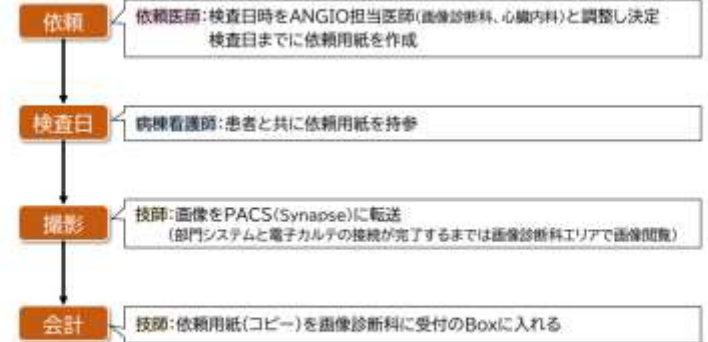 依頼
依頼医師：検査日時をANGIO担当医師(画像診断科、心臓内科)と調整し決定
検査日までに依頼用紙を作成
検査日
病棟看護師：患者と共に依頼用紙を持参
撮影
技師：画像をPACS(Synapse)に転送
(部門システムと電子カルテの接続が完了するまでは画像診断科エリアで画像閲覧)
会計
技師：依頼用紙(コピー)を画像診断科に受付のBoxに入れる